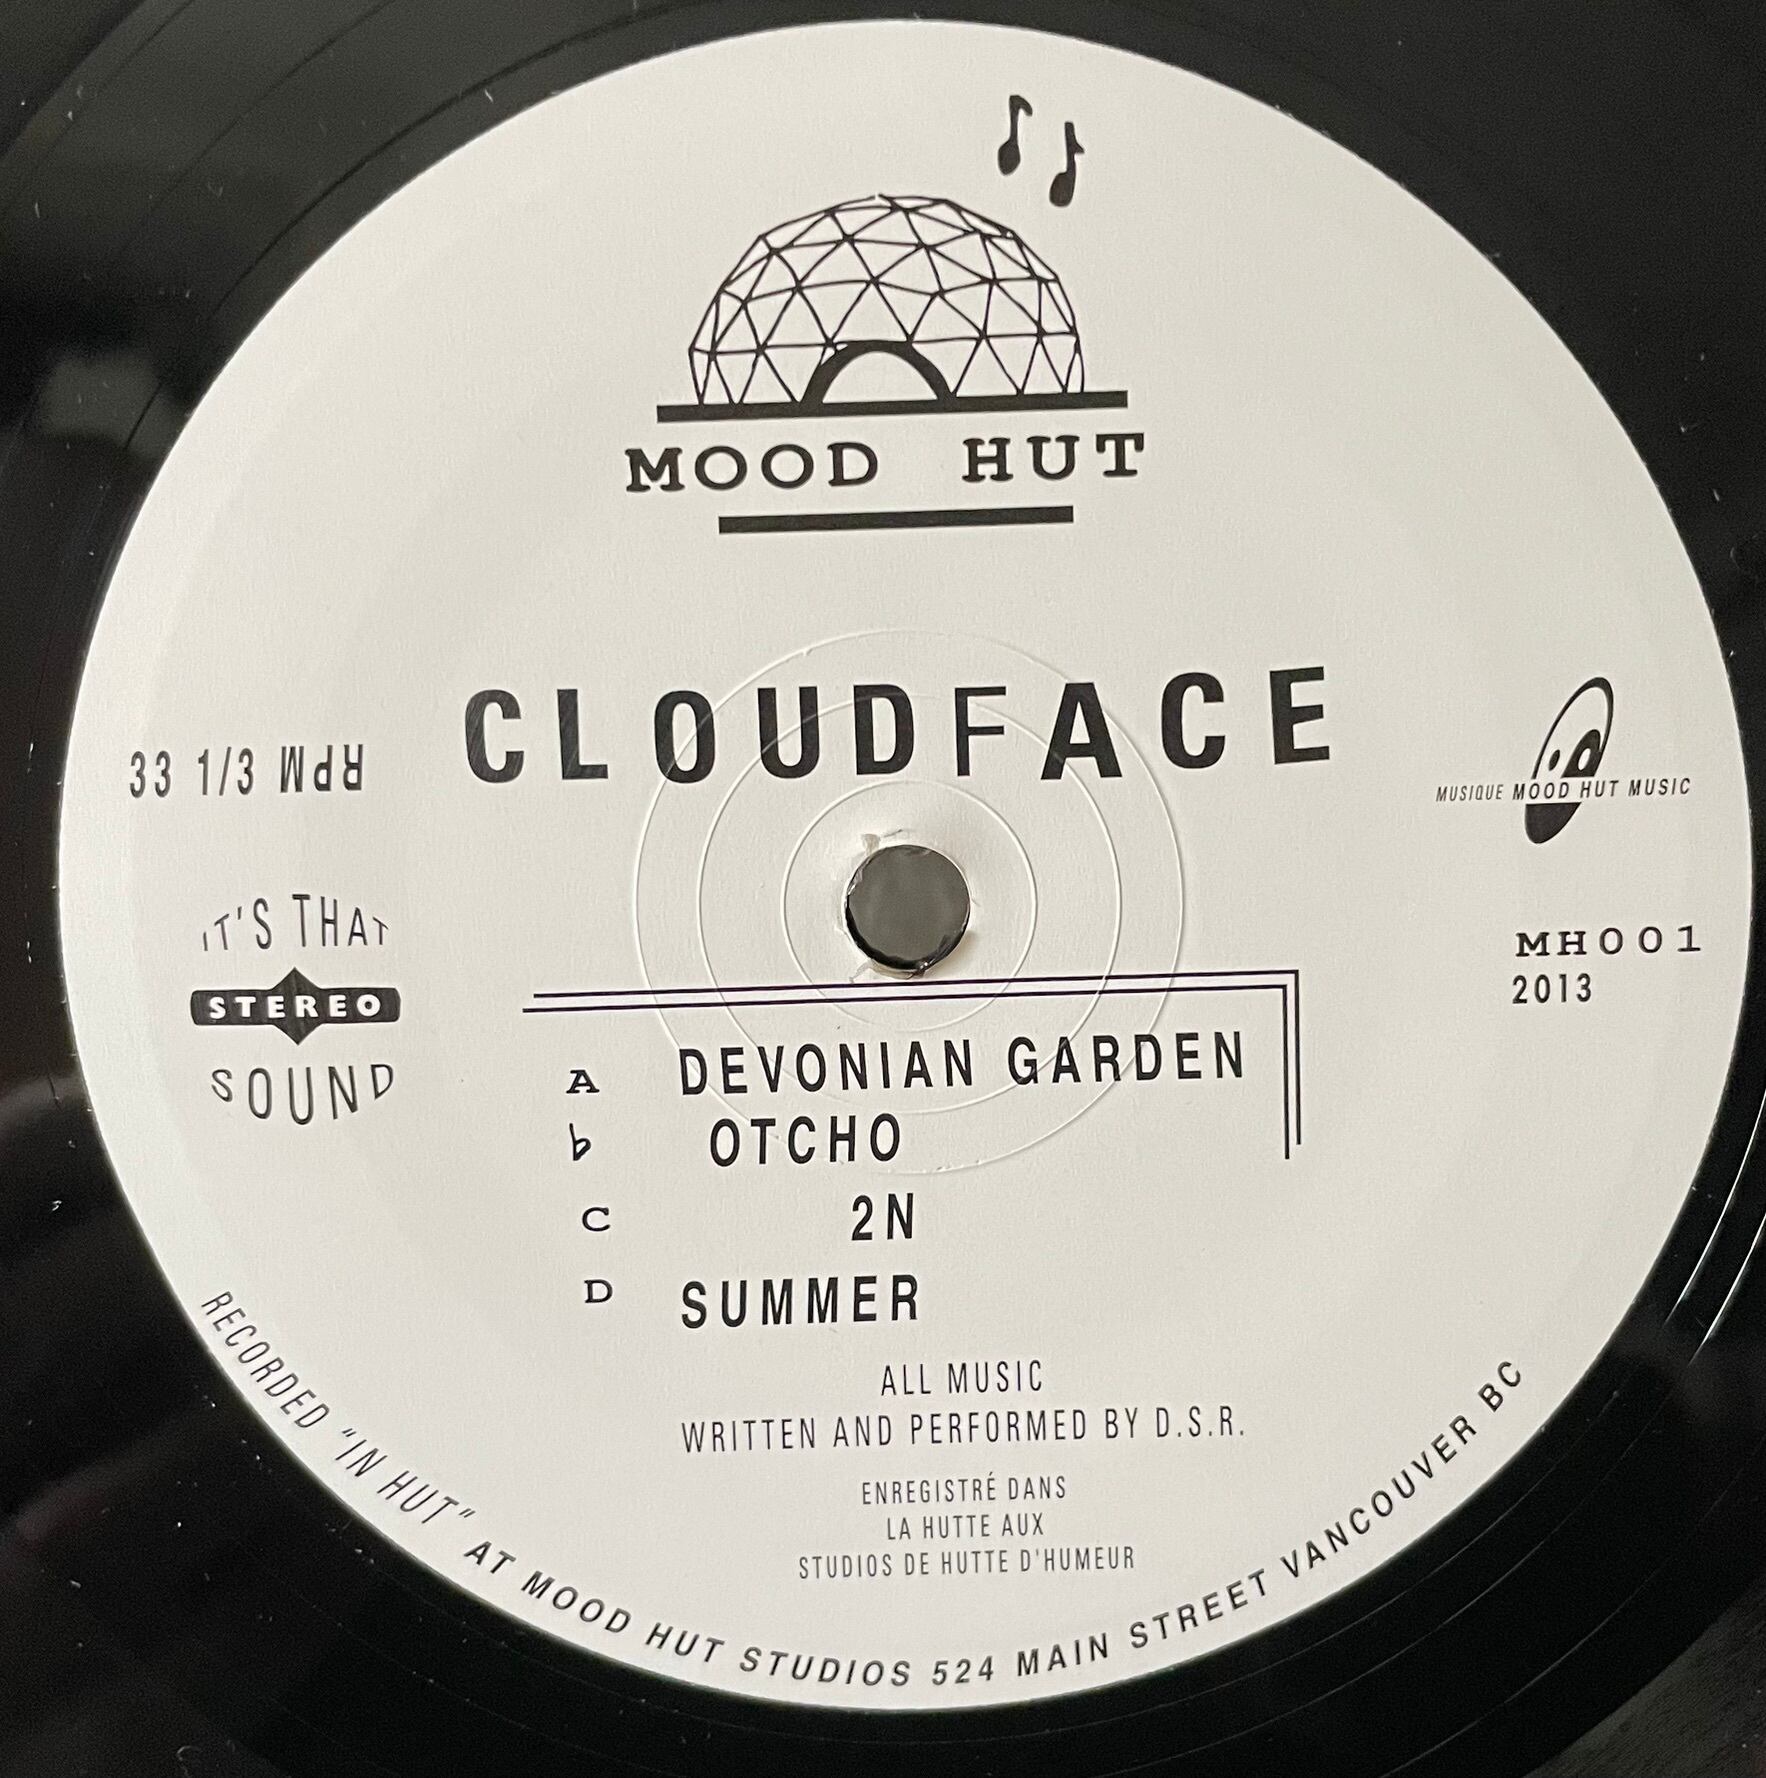 MOOD HUT
CLOUDFACE
33 1/3 RPM
MUSIQUE MOOD HUT MUSIC
IT'S THAT
STEREO
SOUND
MH001
2013
A DEVONIAN GARDEN
b OTCHO
C 2N
D SUMMER
ALL MUSIC
WRITTEN AND PERFORMED BY D.S.R.
ENREGISTRÉ DANS
LA HUTTE AUX
STUDIOS DE HUTTE D'HUMEUR
RECORDED "IN HUT" AT MOOD HUT STUDIOS 524 MAIN STREET VANCOUVER BC